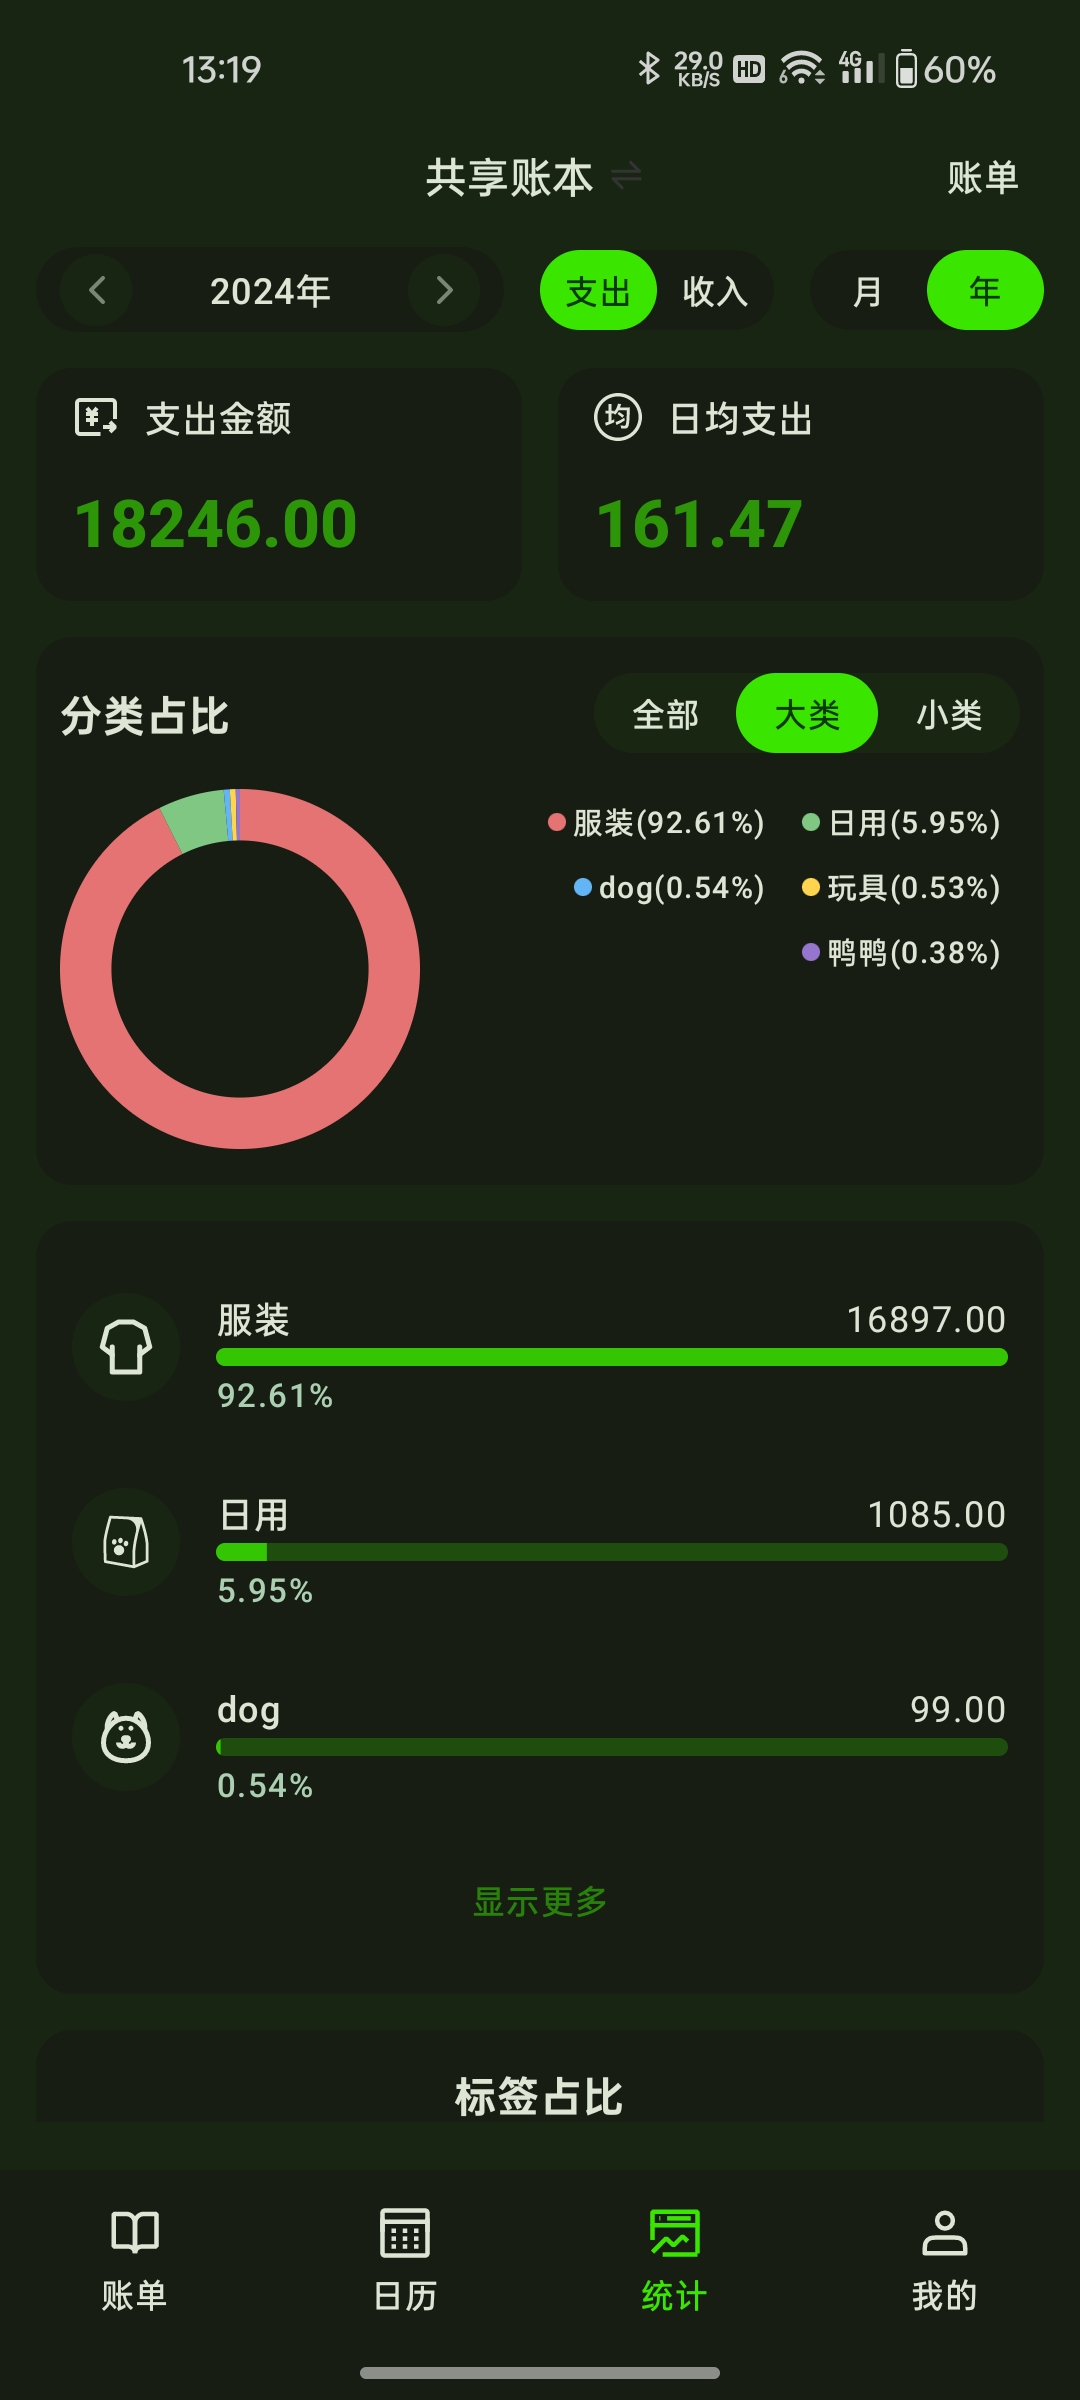 13:19 29.0 KB/S HD 6 4G 60%
共享账本 账单
2024年 支出 收入 月 年
¥ 支出金额 均 日均支出
18246.00 161.47
分类占比 全部 大类 小类
服装(92.61%) 日用(5.95%)
dog(0.54%) 玩具(0.53%)
鸭鸭(0.38%)
服装 16897.00
92.61%
日用 1085.00
5.95%
dog 99.00
0.54%
显示更多
标签占比
账单 日历 统计 我的